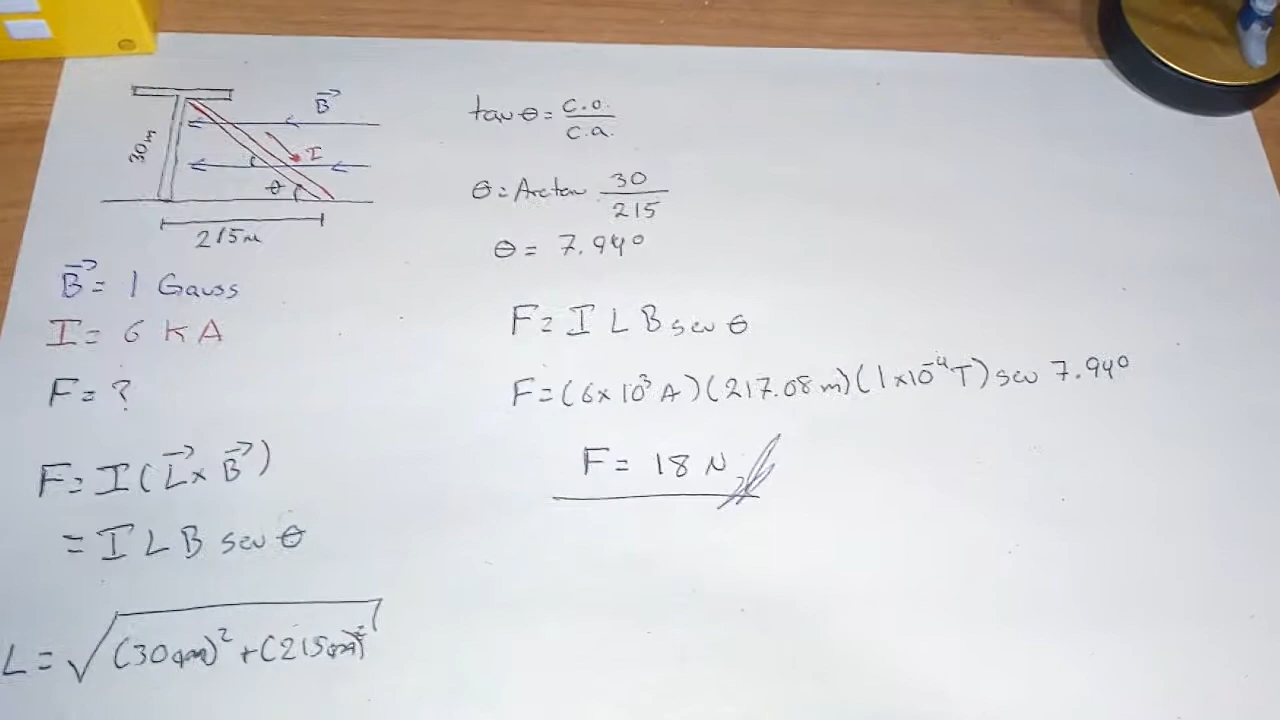 B⃗
30m
I
θ
215m
B⃗ = 1 Gauss
I = 6 KA
F = ?
F = I(L⃗ x B⃗)
= I L B sen θ
L = √(30m)² + (215m)²
tan θ = c.o. / c.a.
θ = Arctan 30 / 215
θ = 7.94°
F = I L B sen θ
F = (6x10³ A)(217.08 m)(1x10⁻⁴ T) sen 7.94°
F = 18 N